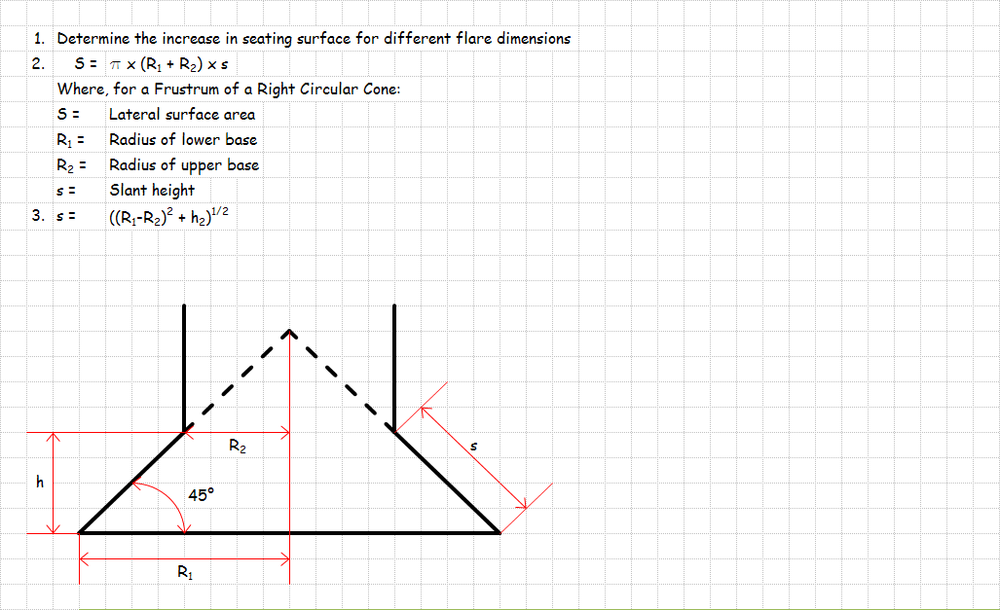 1. Determine the increase in seating surface for different flare dimensions
2. S = π x (R₁ + R₂) x s
Where, for a Frustrum of a Right Circular Cone:
S = Lateral surface area
R₁ = Radius of lower base
R₂ = Radius of upper base
s = Slant height
3. s = ((R₁-R₂)² + h₂)¹/²
R₂
s
h
45°
R₁